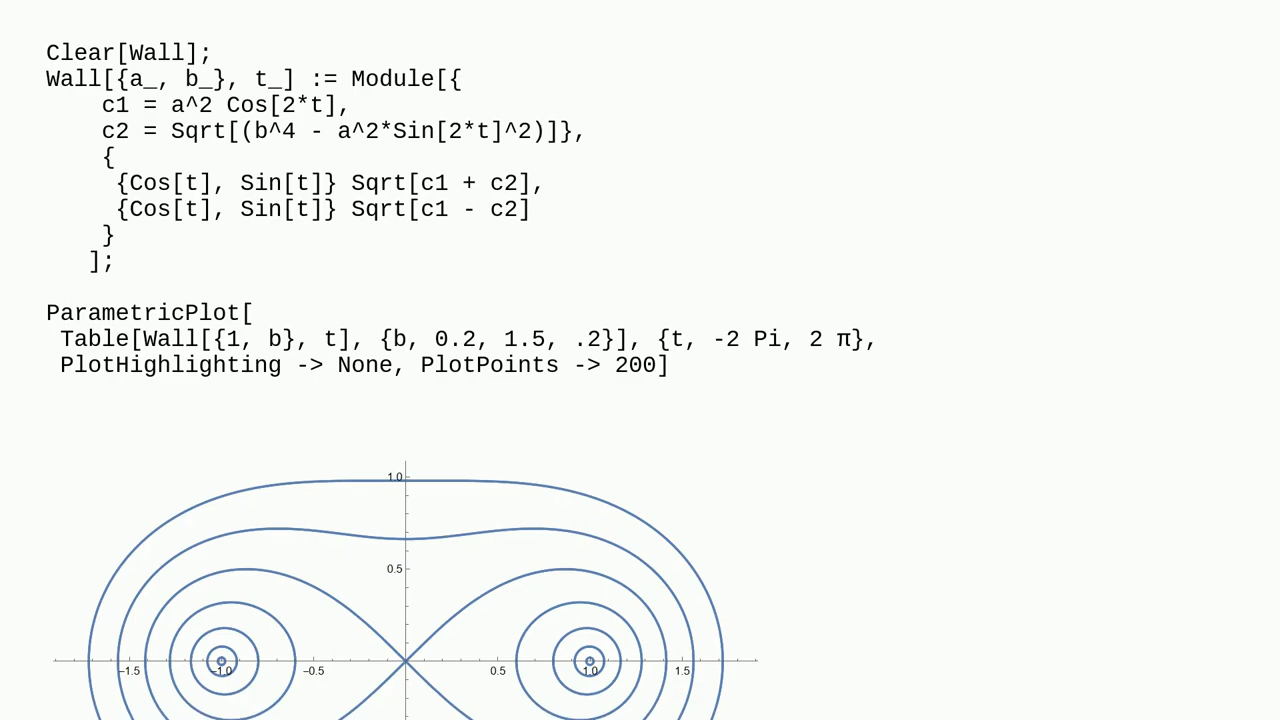 Clear[Wall];
Wall[{a_, b_}, t_] := Module[{
c1 = a^2 Cos[2*t],
c2 = Sqrt[(b^4 - a^2*Sin[2*t]^2)]},
{
{Cos[t], Sin[t]} Sqrt[c1 + c2],
{Cos[t], Sin[t]} Sqrt[c1 - c2]
}
];
ParametricPlot[
Table[Wall[{1, b}, t], {b, 0.2, 1.5, .2}], {t, -2 Pi, 2 π},
PlotHighlighting -> None, PlotPoints -> 200]
1.0
0.5
−1.5 −1.0 −0.5 0.5 1.0 1.5